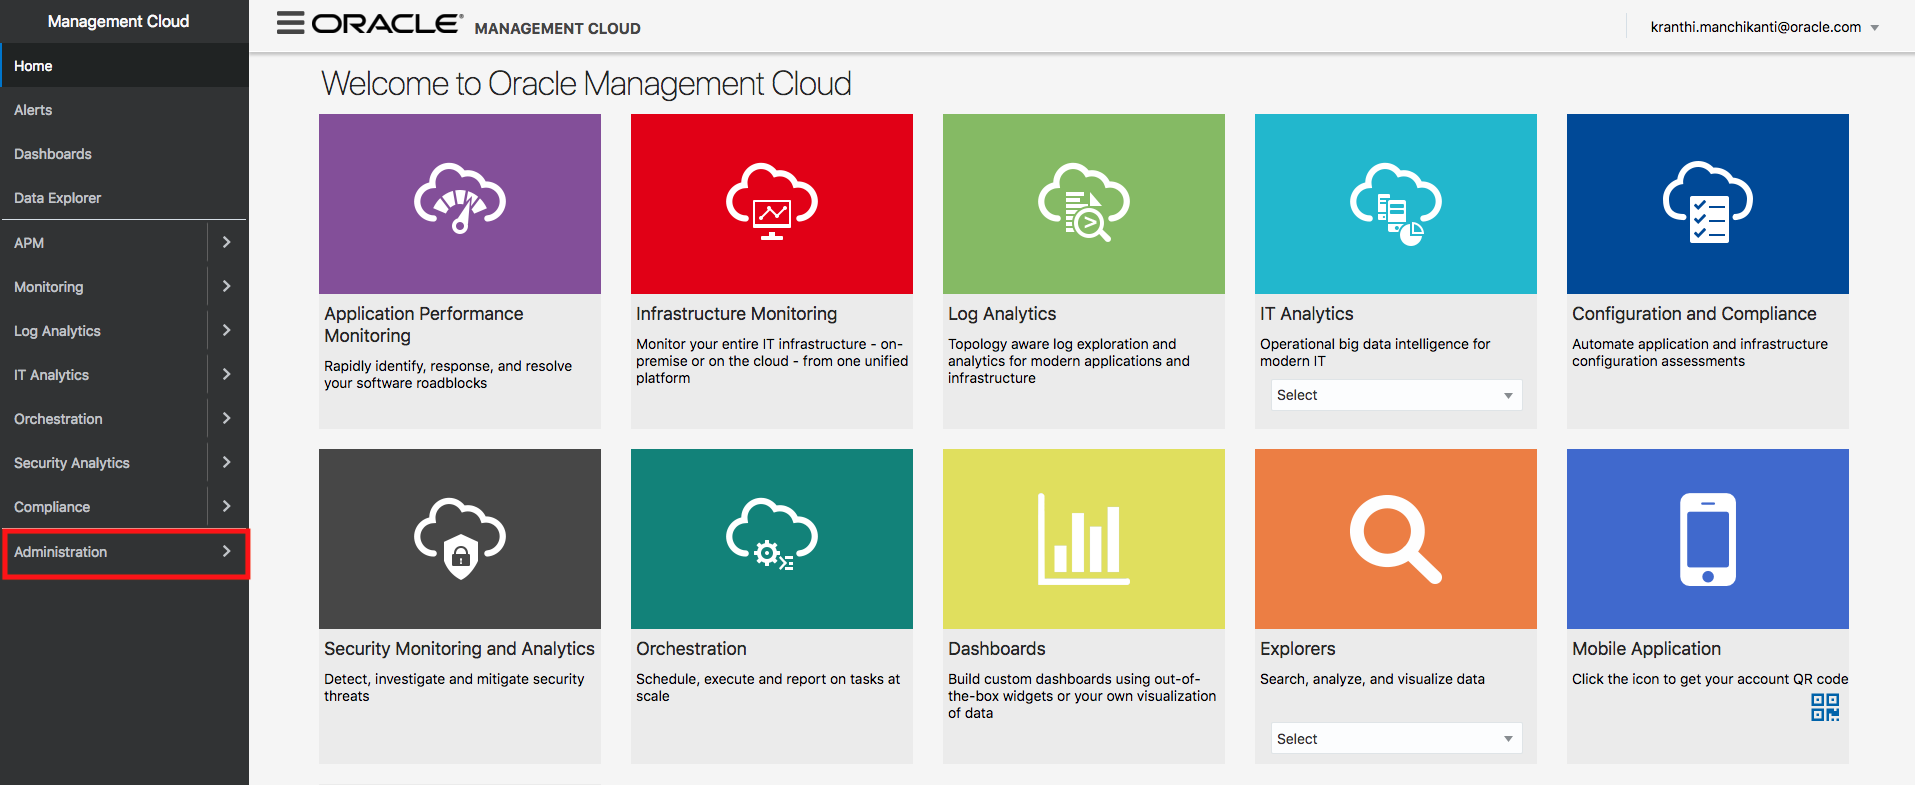 Management Cloud
Home
Alerts
Dashboards
Data Explorer
APM
Monitoring
Log Analytics
IT Analytics
Orchestration
Security Analytics
Compliance
Administration
ORACLE® MANAGEMENT CLOUD
kranthi.manchikanti@oracle.com
Welcome to Oracle Management Cloud
Application Performance
Monitoring
Rapidly identify, response, and resolve
your software roadblocks
Infrastructure Monitoring
Monitor your entire IT infrastructure - on-
premise or on the cloud - from one unified
platform
Log Analytics
Topology aware log exploration and
analytics for modern applications and
infrastructure
IT Analytics
Operational big data intelligence for
modern IT
Select
Configuration and Compliance
Automate application and infrastructure
configuration assessments
Security Monitoring and Analytics
Detect, investigate and mitigate security
threats
Orchestration
Schedule, execute and report on tasks at
scale
Dashboards
Build custom dashboards using out-of-
the-box widgets or your own visualization
of data
Explorers
Search, analyze, and visualize data
Select
Mobile Application
Click the icon to get your account QR code